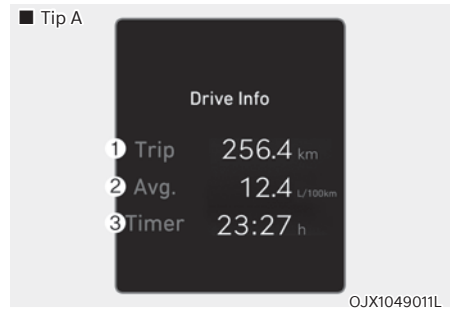 ■ Tip A
Drive Info
1 Trip 256.4 km
2 Avg. 12.4 L/100km
3 Timer 23:27 h
OJX1049011L